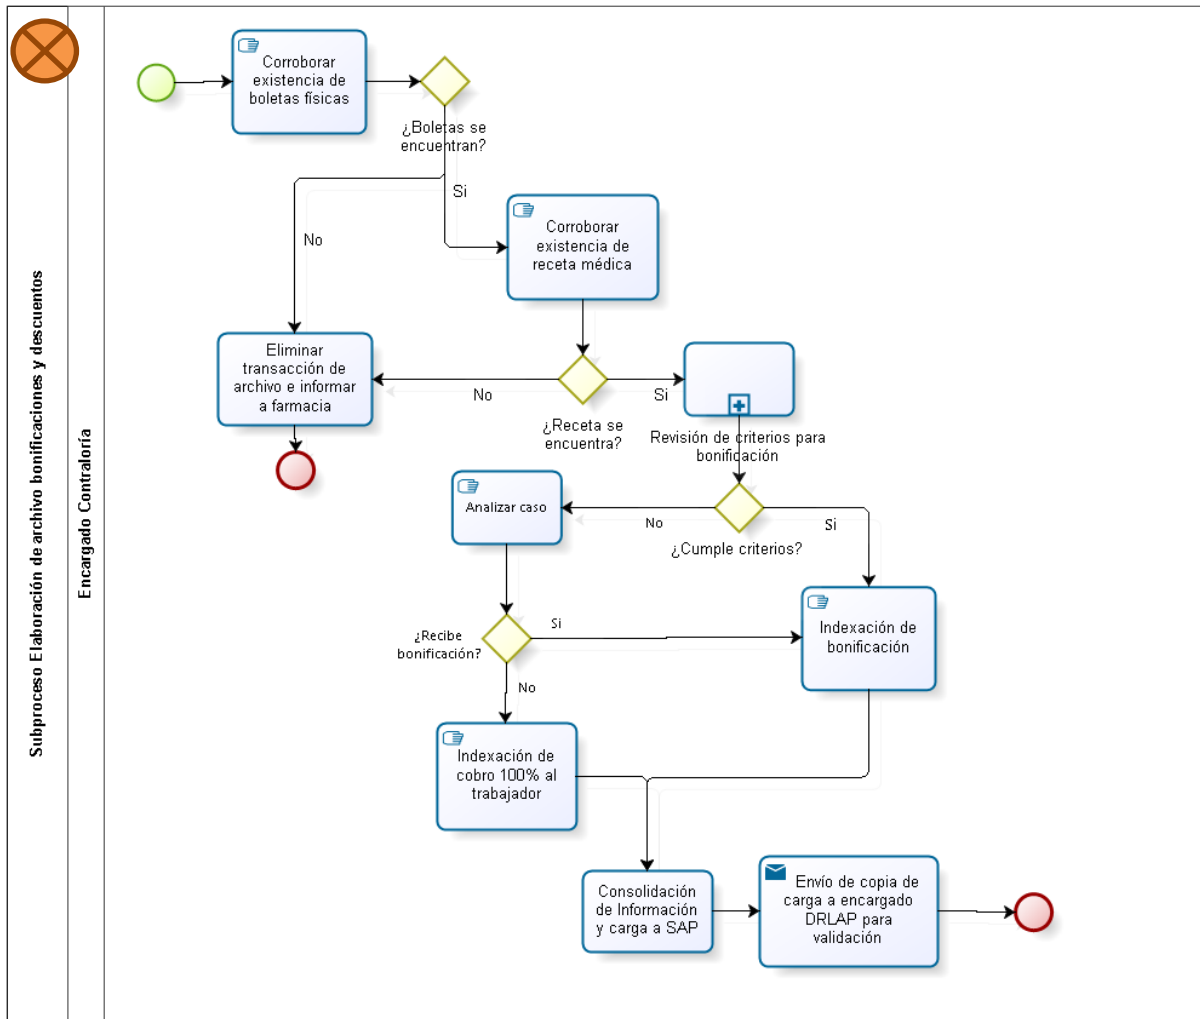 Subproceso Elaboración de archivo bonificaciones y descuentos
Encargado Contraloría
Corroborar
existencia de
boletas físicas
¿Boletas se
encuentran?
Si
No
Corroborar
existencia de
receta médica
Eliminar
transacción de
archivo e informar
a farmacia
No
Si
¿Receta se
encuentra?
Revisión de criterios para
bonificación
Analizar caso
No
Si
¿Cumple criterios?
Indexación de
bonificación
¿Recibe
bonificación?
Si
No
Indexación de
cobro 100% al
trabajador
Consolidación
de Información
y carga a SAP
Envío de copia de
carga a encargado
DRLAP para
validación